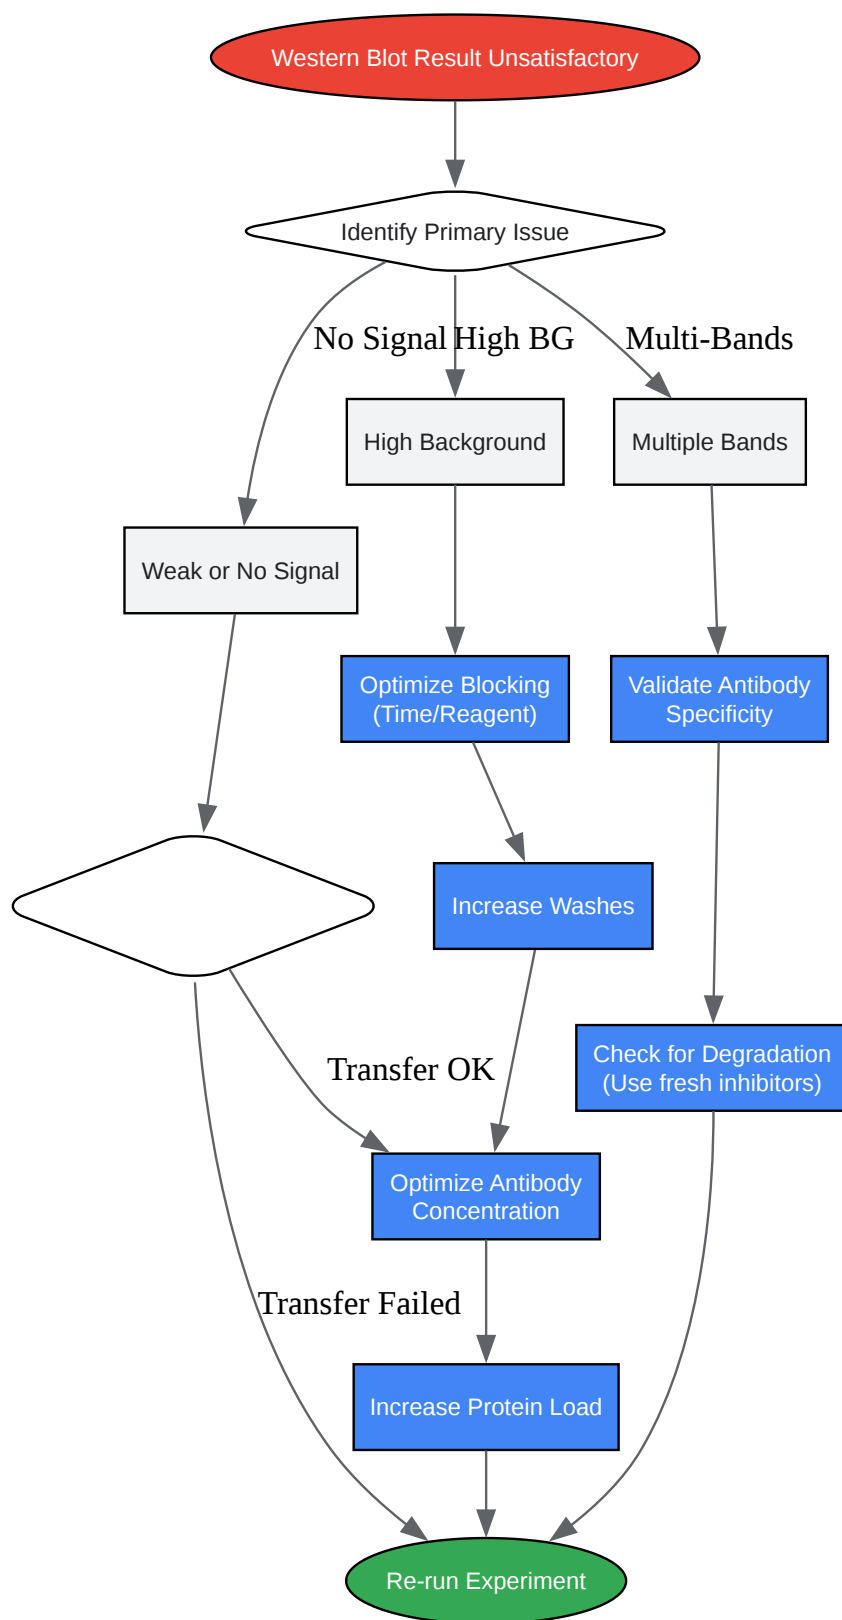 Western Blot Result Unsatisfactory
Identify Primary Issue
No Signal
High BG
Multi-Bands
High Background
Multiple Bands
Weak or No Signal
Optimize Blocking
(Time/Reagent)
Validate Antibody
Specificity
Increase Washes
Transfer OK
Check for Degradation
(Use fresh inhibitors)
Optimize Antibody
Concentration
Transfer Failed
Increase Protein Load
Re-run Experiment